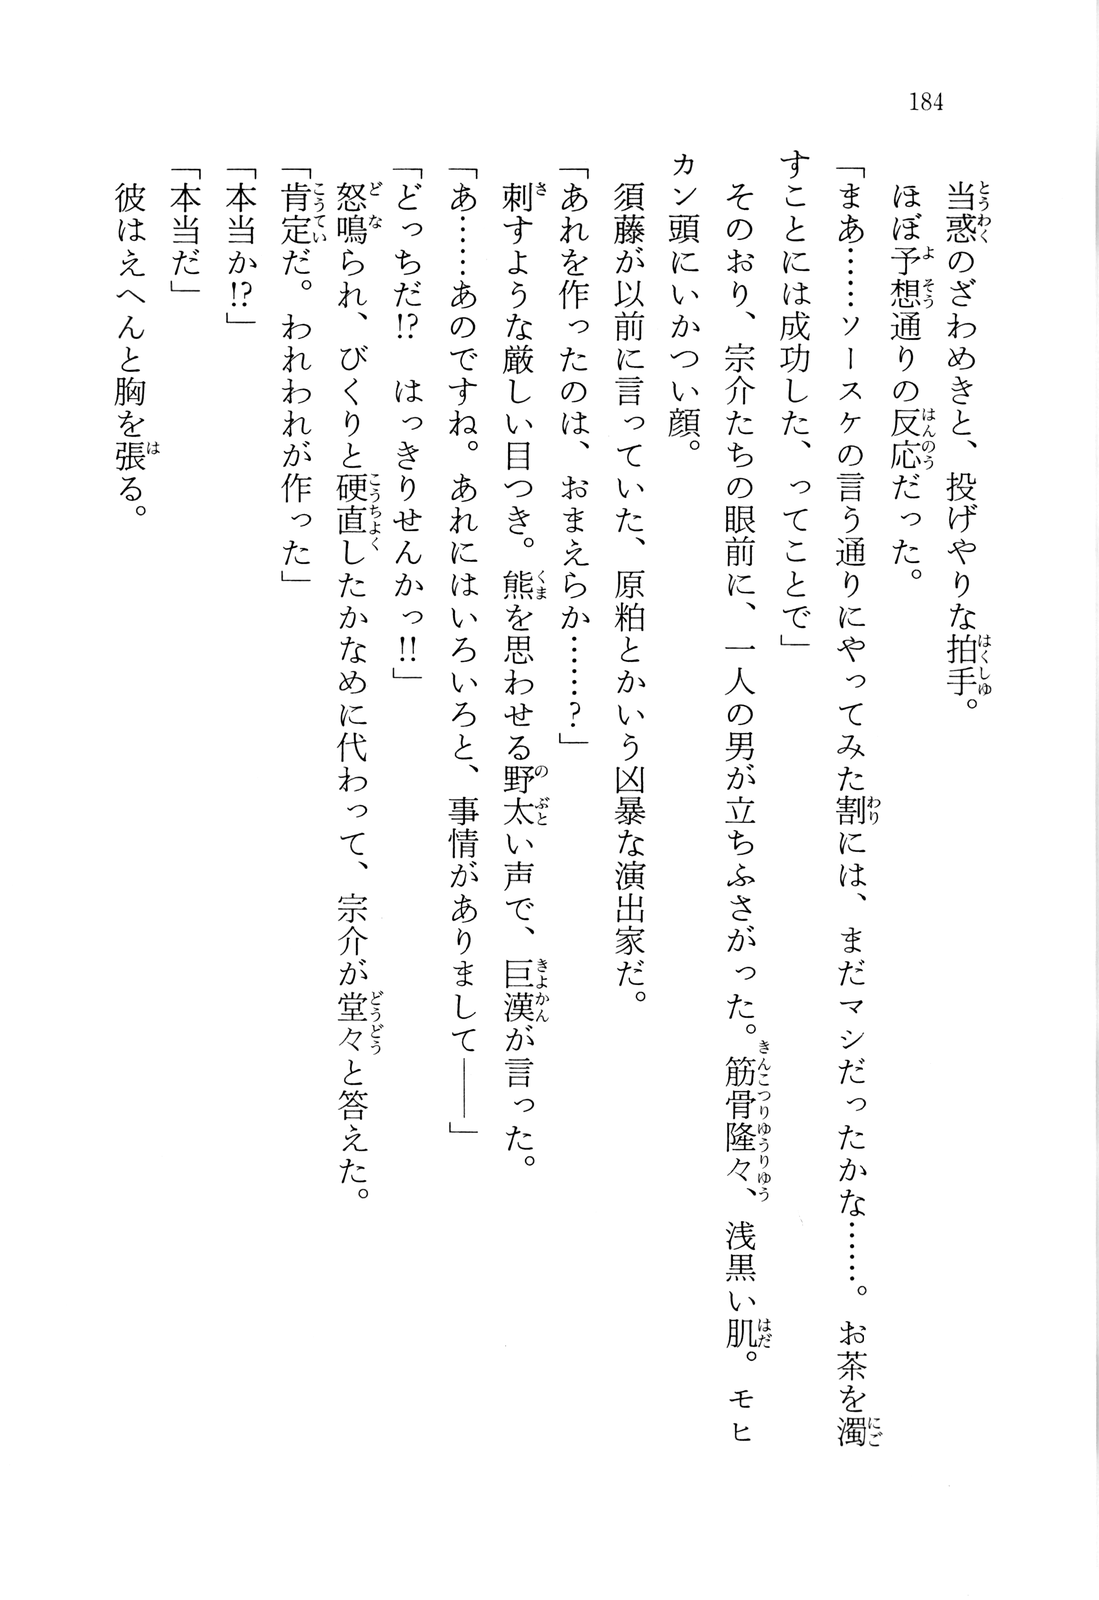 184
当惑のざわめきと、投げやりな拍手。
ほぼ予想通りの反応だった。
「まあ……ソースケの言う通りにやってみた割には、まだマシだったかな……。お茶を濁
すことには成功した、ってことで」
そのおり、宗介たちの眼前に、一人の男が立ちふさがった。筋骨隆々、浅黒い肌。モヒ
カン頭にいかつい顔。
須藤が以前に言っていた、原粕とかいう凶暴な演出家だ。
「あれを作ったのは、おまえらか……?」
刺すような厳しい目つき。熊を思わせる野太い声で、巨漢が言った。
「あ……あのですね。あれにはいろいろと、事情がありまして――」
「どっちだ!?　はっきりせんかっ!!」
怒鳴られ、びくりと硬直したかなめに代わって、宗介が堂々と答えた。
「肯定だ。われわれが作った」
「本当か!?」
「本当だ」
彼はえへんと胸を張る。